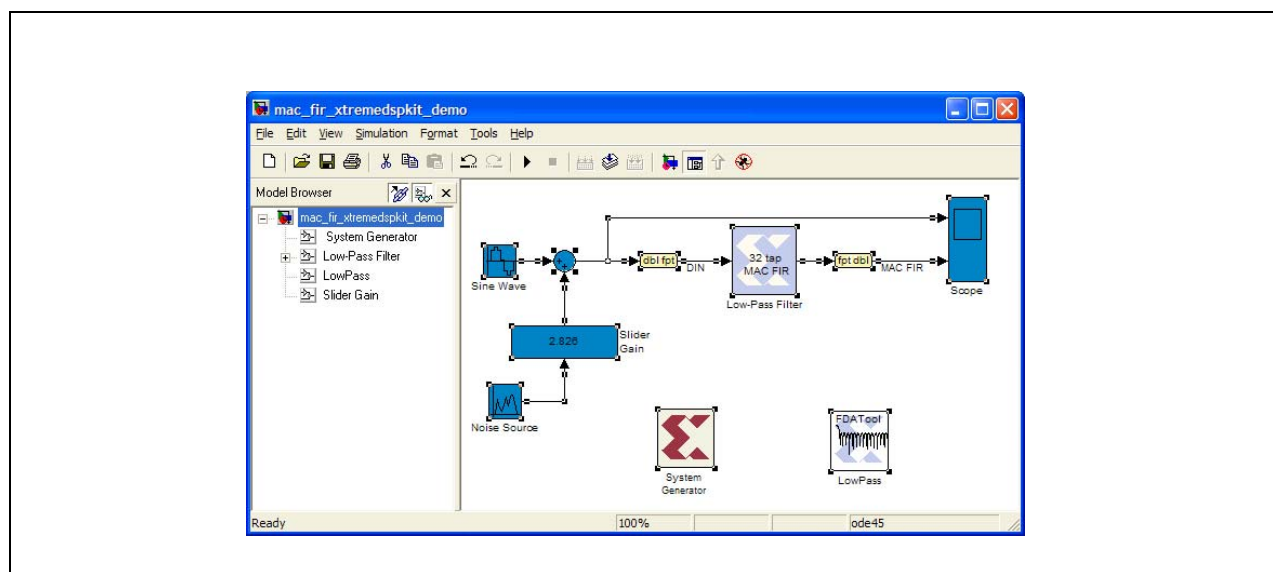 mac_fir_xtremedspkit_demo
File Edit View Simulation Format Tools Help
Model Browser
mac_fir_xtremedspkit_demo
System Generator
Low-Pass Filter
LowPass
Slider Gain
Sine Wave
dbl fpt
DIN
32 tap
MAC FIR
Low-Pass Filter
fpt dbl
MAC FIR
Scope
2.826
Slider
Gain
Noise Source
System
Generator
FDATool
LowPass
Ready
100%
ode45